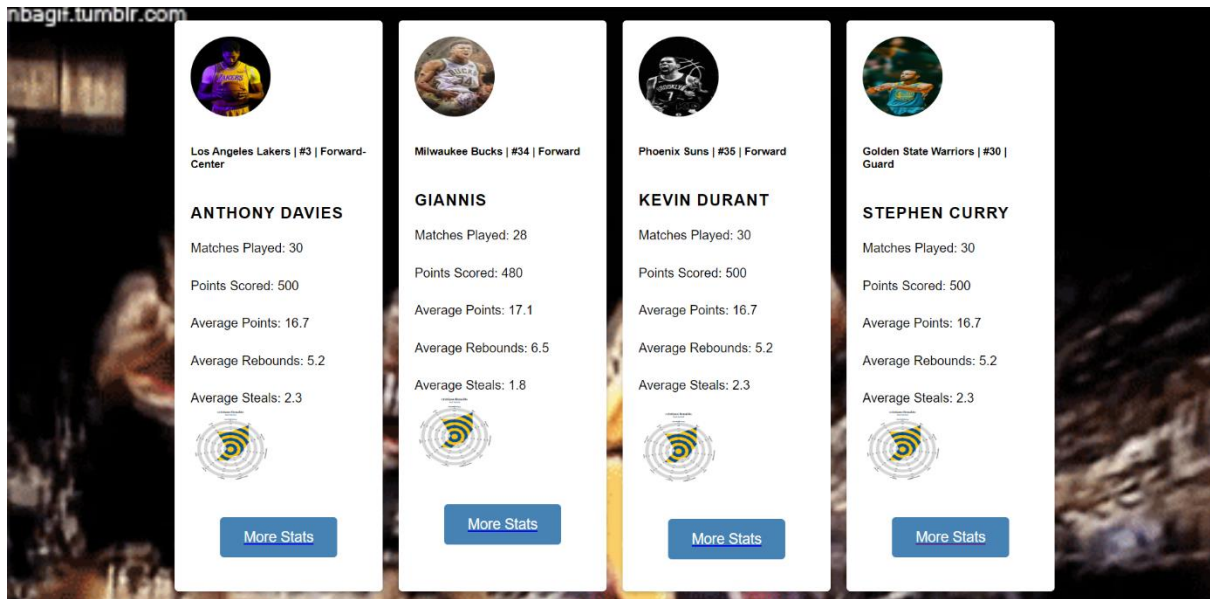 nbagif.tumblr.com
Los Angeles Lakers | #3 | Forward-
Center
ANTHONY DAVIES
Matches Played: 30
Points Scored: 500
Average Points: 16.7
Average Rebounds: 5.2
Average Steals: 2.3
More Stats
Milwaukee Bucks | #34 | Forward
GIANNIS
Matches Played: 28
Points Scored: 480
Average Points: 17.1
Average Rebounds: 6.5
Average Steals: 1.8
More Stats
Phoenix Suns | #35 | Forward
KEVIN DURANT
Matches Played: 30
Points Scored: 500
Average Points: 16.7
Average Rebounds: 5.2
Average Steals: 2.3
More Stats
Golden State Warriors | #30 |
Guard
STEPHEN CURRY
Matches Played: 30
Points Scored: 500
Average Points: 16.7
Average Rebounds: 5.2
Average Steals: 2.3
More Stats